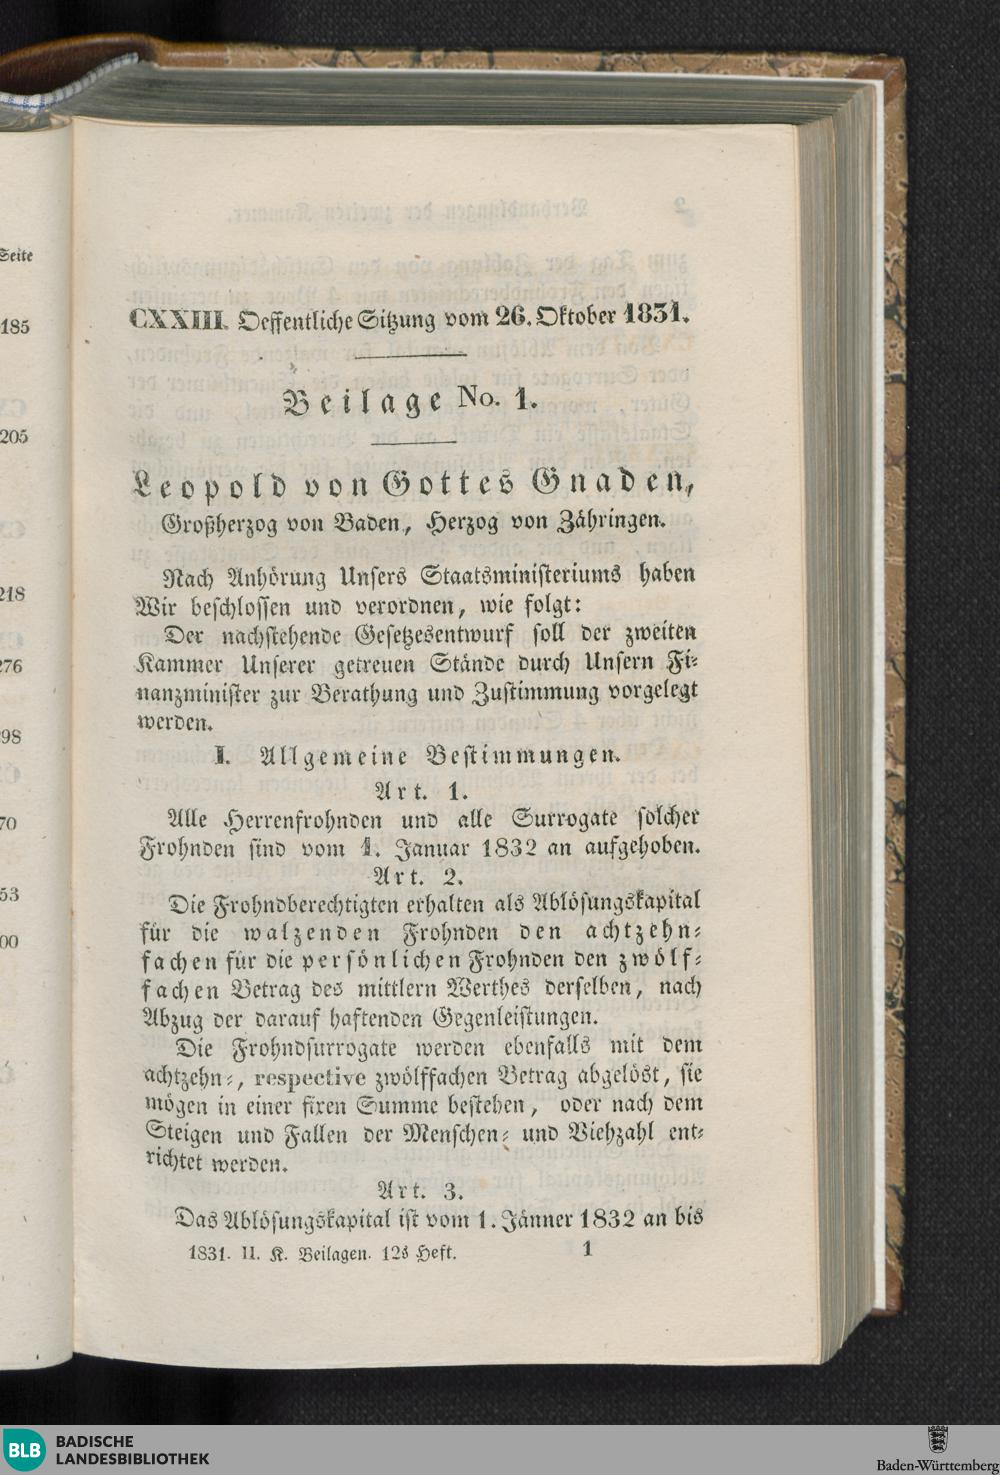 Seite
185
205
218
276
98
70
53
00
CXXIII. Oeffentliche Sitzung vom 26. Oktober 1831.
Beilage No. 1.
Leopold von Gottes Gnaden,
Großherzog von Baden, Herzog von Zähringen.
Nach Anhörung Unsers Staatsministeriums haben
Wir beschlossen und verordnen, wie folgt:
Der nachstehende Gesetzesentwurf soll der zweiten
Kammer Unserer getreuen Stände durch Unsern Fi-
nanzminister zur Berathung und Zustimmung vorgelegt
werden.
I. Allgemeine Bestimmungen.
Art. 1.
Alle Herrenfrohnden und alle Surrogate solcher
Frohnden sind vom 1. Januar 1832 an aufgehoben.
Art. 2.
Die Frohndberechtigten erhalten als Ablösungskapital
für die walzenden Frohnden den achtzehn-
fachen für die persönlichen Frohnden den zwölf-
fachen Betrag des mittlern Werthes derselben, nach
Abzug der darauf haftenden Gegenleistungen.
Die Frohndsurrogate werden ebenfalls mit dem
achtzehn-, respective zwölffachen Betrag abgelöst, sie
mögen in einer fixen Summe bestehen, oder nach dem
Steigen und Fallen der Menschen- und Viehzahl ent-
richtet werden.
Art. 3.
Das Ablösungskapital ist vom 1. Jänner 1832 an bis
1831. II. K. Beilagen. 12s Heft. 1
BLB BADISCHE
LANDESBIBLIOTHEK
Baden-Württemberg